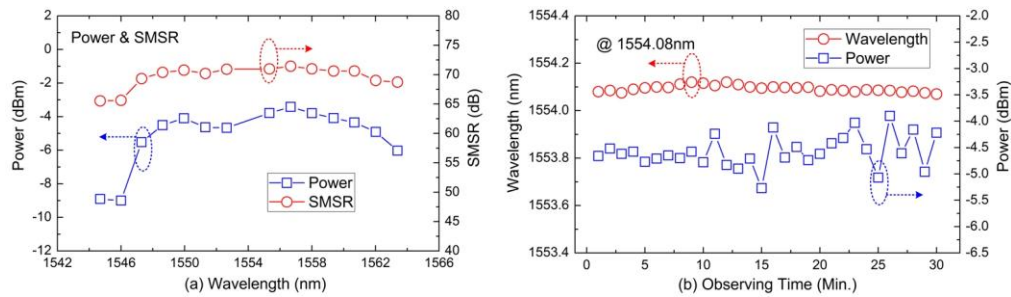 Power & SMSR
Power (dBm)
2
0
-2
-4
-6
-8
-10
-12
80
75
70
65
60
55
50
45
40
SMSR (dB)
Power
SMSR
1542 1546 1550 1554 1558 1562 1566
(a) Wavelength (nm)
@ 1554.08nm
Wavelength (nm)
1554.4
1554.2
1554.0
1553.8
1553.6
1553.4
Wavelength
Power
-2.0
-2.5
-3.0
-3.5
-4.0
-4.5
-5.0
-5.5
-6.0
-6.5
Power (dBm)
0 5 10 15 20 25 30
(b) Observing Time (Min.)